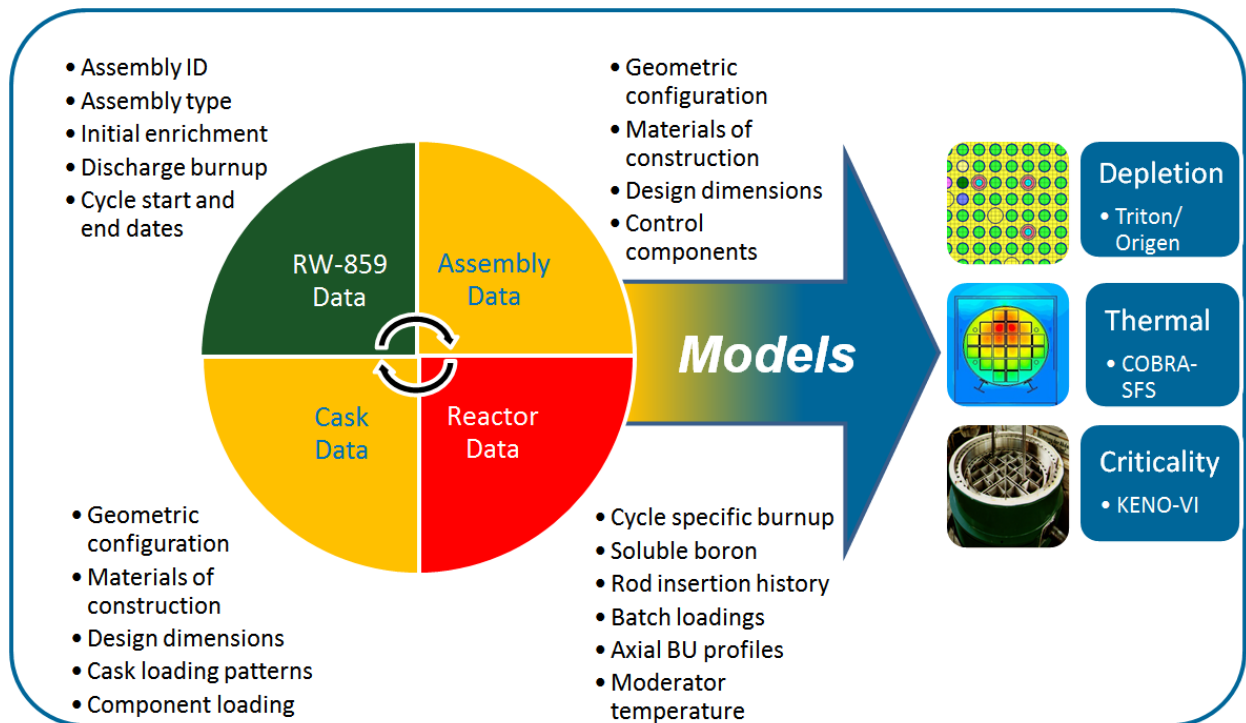 • Assembly ID
• Assembly type
• Initial enrichment
• Discharge burnup
• Cycle start and
end dates
• Geometric
configuration
• Materials of
construction
• Design dimensions
• Control
components
RW-859
Data
Assembly
Data
Cask
Data
Reactor
Data
Models
• Geometric
configuration
• Materials of
construction
• Design dimensions
• Cask loading patterns
• Component loading
• Cycle specific burnup
• Soluble boron
• Rod insertion history
• Batch loadings
• Axial BU profiles
• Moderator
temperature
Depletion
• Triton/
Origen
Thermal
• COBRA-
SFS
Criticality
• KENO-VI